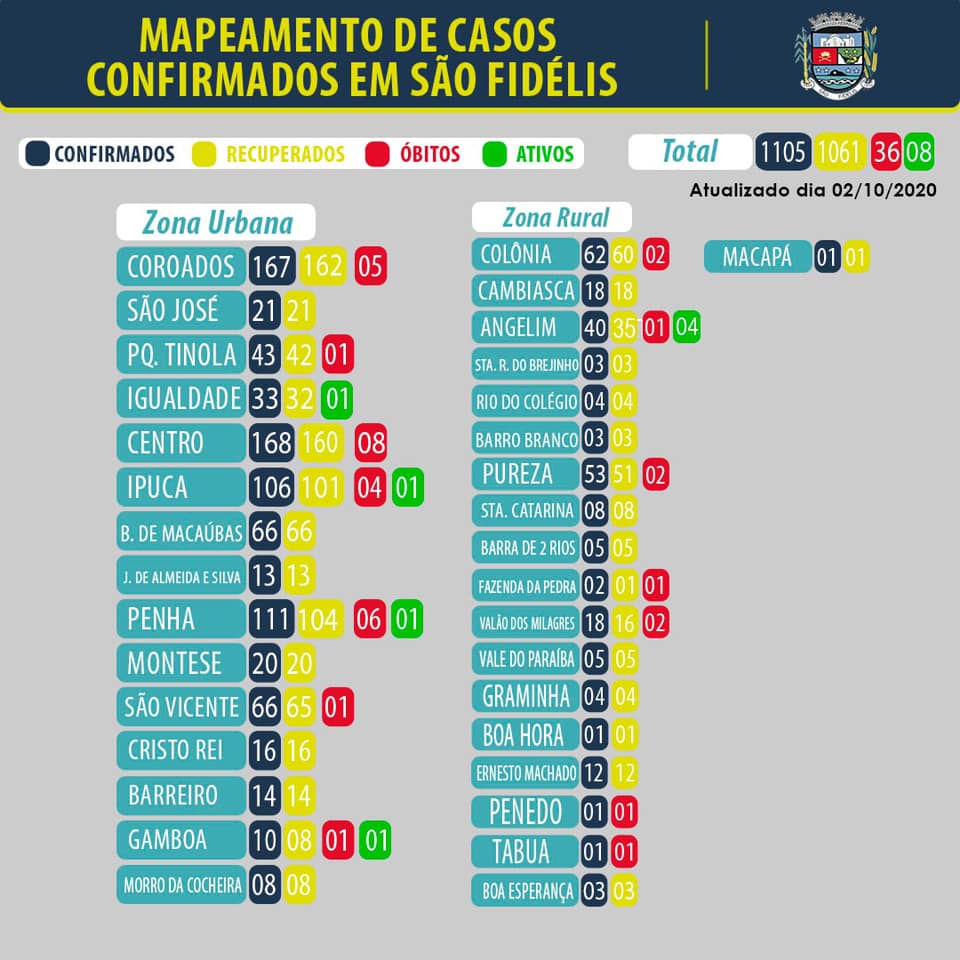 MAPEAMENTO DE CASOS
CONFIRMADOS EM SÃO FIDÉLIS
CONFIRMADOS RECUPERADOS ÓBITOS ATIVOS
Total 1105 1061 36 08
Atualizado dia 02/10/2020
Zona Urbana
COROADOS 167 162 05
SÃO JOSÉ 21 21
PQ. TINOLA 43 42 01
IGUALDADE 33 32 01
CENTRO 168 160 08
IPUCA 106 101 04 01
B. DE MACAÚBAS 66 66
J. DE ALMEIDA E SILVA 13 13
PENHA 111 104 06 01
MONTESE 20 20
SÃO VICENTE 66 65 01
CRISTO REI 16 16
BARREIRO 14 14
GAMBOA 10 08 01 01
MORRO DA COCHEIRA 08 08
Zona Rural
COLÔNIA 62 60 02
CAMBIASCA 18 18
ANGELIM 40 35 01 04
STA. R. DO BREJINHO 03 03
RIO DO COLÉGIO 04 04
BARRO BRANCO 03 03
PUREZA 53 51 02
STA. CATARINA 08 08
BARRA DE 2 RIOS 05 05
FAZENDA DA PEDRA 02 01 01
VALÃO DOS MILAGRES 18 16 02
VALE DO PARAÍBA 05 05
GRAMINHA 04 04
BOA HORA 01 01
ERNESTO MACHADO 12 12
PENEDO 01 01
TABUA 01 01
BOA ESPERANÇA 03 03
MACAPÁ 01 01